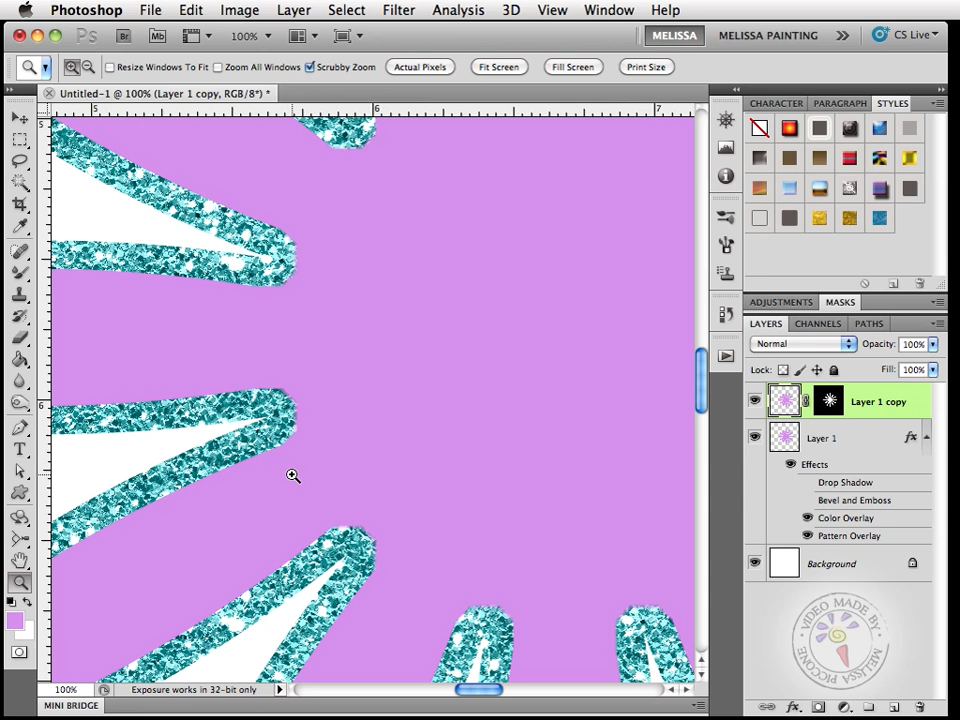 Photoshop File Edit Image Layer Select Filter Analysis 3D View Window Help
Ps Br Mb 100% MELISSA MELISSA PAINTING CS Live
Resize Windows To Fit Zoom All Windows Scrubby Zoom Actual Pixels Fit Screen Fill Screen Print Size
Untitled-1 @ 100% (Layer 1 copy, RGB/8*) *
CHARACTER PARAGRAPH STYLES
5 6 7
5
6
ADJUSTMENTS MASKS
LAYERS CHANNELS PATHS
Normal Opacity: 100%
Lock: Fill: 100%
Layer 1 copy
Layer 1 fx
Effects
Drop Shadow
Bevel and Emboss
Color Overlay
Pattern Overlay
Background
VIDEO MADE BY
MELISSA PICCONE
100% Exposure works in 32-bit only
MINI BRIDGE
fx